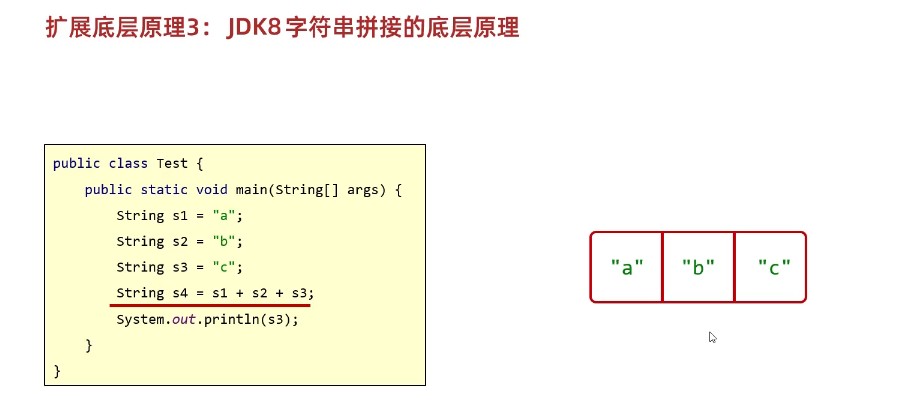 扩展底层原理3：JDK8字符串拼接的底层原理
public class Test {
    public static void main(String[] args) {
        String s1 = "a";
        String s2 = "b";
        String s3 = "c";
        String s4 = s1 + s2 + s3;
        System.out.println(s3);
    }
}
"a" "b" "c"